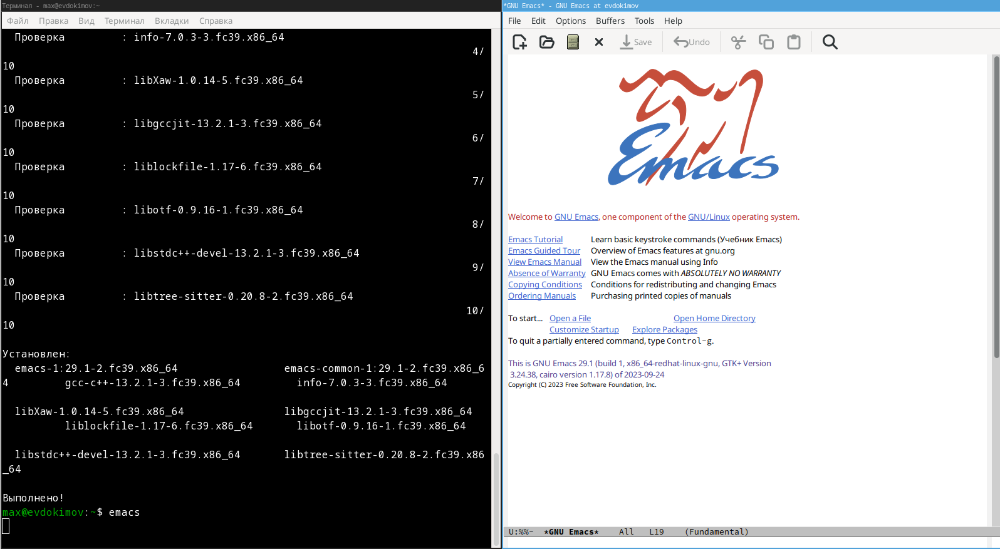 Терминал - max@evdokimov:~
Файл Правка Вид Терминал Вкладки Справка
Проверка : info-7.0.3-3.fc39.x86_64
4/
10
Проверка : libXaw-1.0.14-5.fc39.x86_64
5/
10
Проверка : libgccjit-13.2.1-3.fc39.x86_64
6/
10
Проверка : liblockfile-1.17-6.fc39.x86_64
7/
10
Проверка : libotf-0.9.16-1.fc39.x86_64
8/
10
Проверка : libstdc++-devel-13.2.1-3.fc39.x86_64
9/
10
Проверка : libtree-sitter-0.20.8-2.fc39.x86_64
10/
10
Установлен:
emacs-1:29.1-2.fc39.x86_64 emacs-common-1:29.1-2.fc39.x86_6
4 gcc-c++-13.2.1-3.fc39.x86_64 info-7.0.3-3.fc39.x86_64
libXaw-1.0.14-5.fc39.x86_64 libgccjit-13.2.1-3.fc39.x86_64
liblockfile-1.17-6.fc39.x86_64 libotf-0.9.16-1.fc39.x86_64
libstdc++-devel-13.2.1-3.fc39.x86_64 libtree-sitter-0.20.8-2.fc39.x86
_64
Выполнено!
max@evdokimov:~$ emacs
*GNU Emacs* - GNU Emacs at evdokimov
File Edit Options Buffers Tools Help
Save Undo
Emacs
Welcome to GNU Emacs, one component of the GNU/Linux operating system.
Emacs Tutorial Learn basic keystroke commands (Учебник Emacs)
Emacs Guided Tour Overview of Emacs features at gnu.org
View Emacs Manual View the Emacs manual using Info
Absence of Warranty GNU Emacs comes with ABSOLUTELY NO WARRANTY
Copying Conditions Conditions for redistributing and changing Emacs
Ordering Manuals Purchasing printed copies of manuals
To start... Open a File Open Home Directory
Customize Startup Explore Packages
To quit a partially entered command, type Control-g.
This is GNU Emacs 29.1 (build 1, x86_64-redhat-linux-gnu, GTK+ Version
3.24.38, cairo version 1.17.8) of 2023-09-24
Copyright (C) 2023 Free Software Foundation, Inc.
U:%%- *GNU Emacs* All L19 (Fundamental)